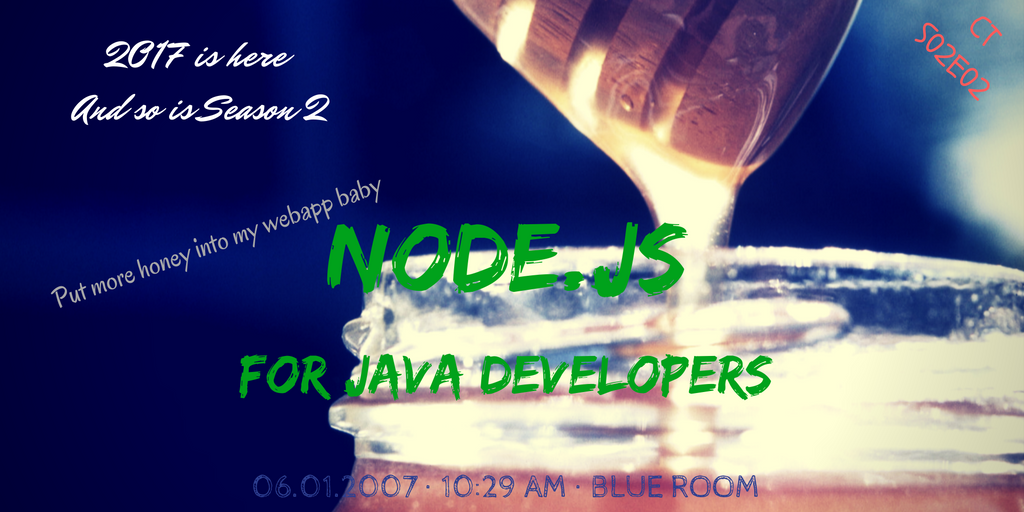 2017 is here
And so is Season 2
CT
S02E02
Put more honey into my webapp baby
NODE.JS
FOR JAVA DEVELOPERS
06.01.2007 · 10:29 AM · BLUE ROOM